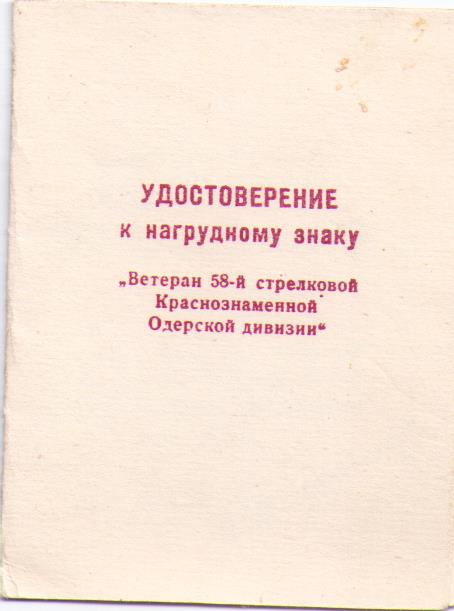 УДОСТОВЕРЕНИЕ
к нагрудному знаку
„Ветеран 58-й стрелковой
Краснознаменной
Одерской дивизии“